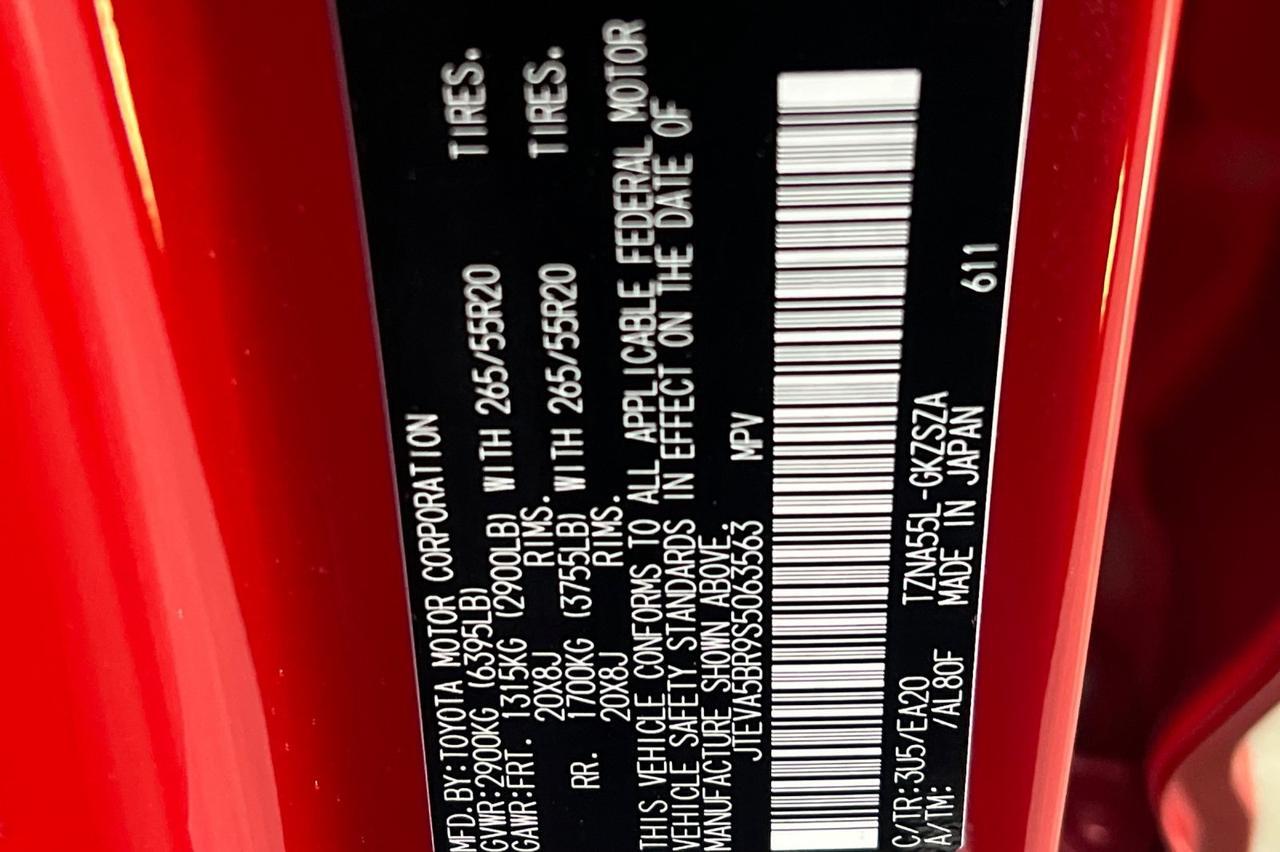 MFD.BY:TOYOTA MOTOR CORPORATION
GVWR:2900KG (6395LB)
GAWR:FRT. 1315KG (2900LB) WITH 265/55R20 TIRES.
20X8J RIMS.
RR. 1700KG (3755LB) WITH 265/55R20 TIRES.
20X8J RIMS.
THIS VEHICLE CONFORMS TO ALL APPLICABLE FEDERAL MOTOR
VEHICLE SAFETY STANDARDS IN EFFECT ON THE DATE OF
MANUFACTURE SHOWN ABOVE.
JTEVA5BR9S5063563 MPV
C/TR:3U5/EA20 TZNA55L-GKZSZA
A/TM: /AL80F MADE IN JAPAN 611